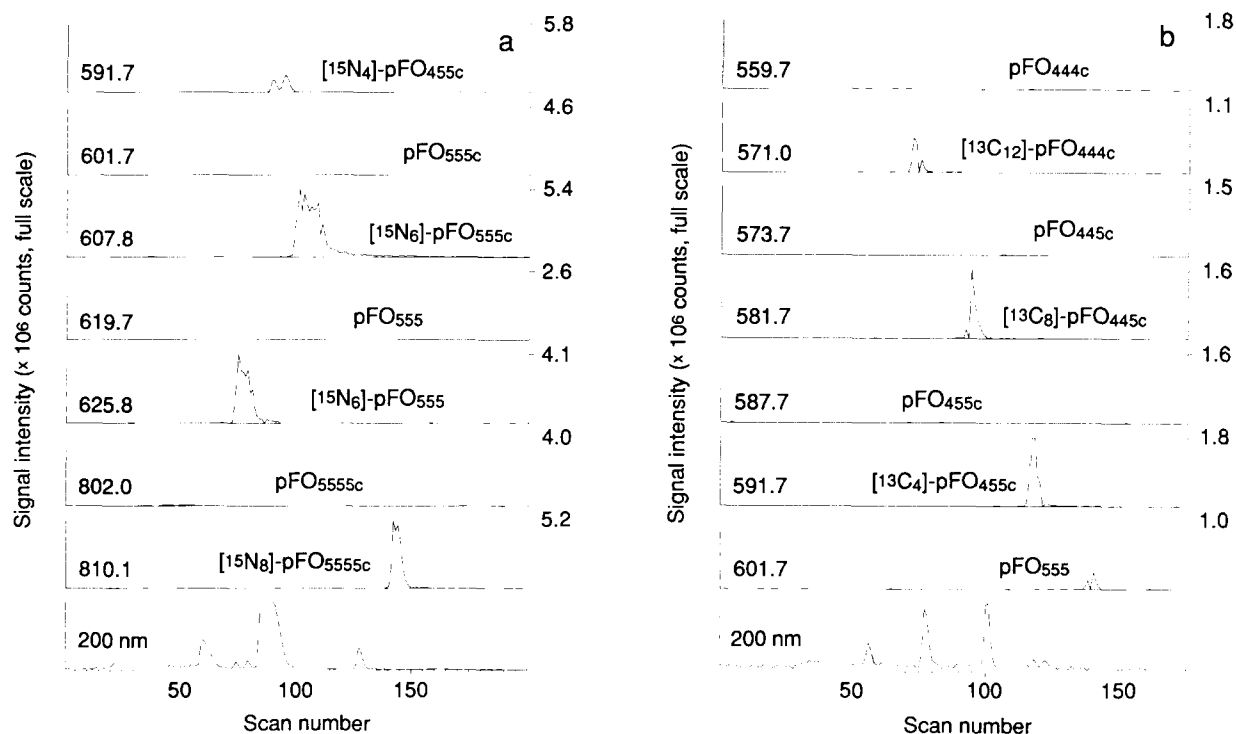 Signal intensity (× 10⁶ counts, full scale)
a
5.8
591.7 [¹⁵N₄]-pFO₄₅₅c
4.6
601.7 pFO₅₅₅c
5.4
607.8 [¹⁵N₆]-pFO₅₅₅c
2.6
619.7 pFO₅₅₅
4.1
625.8 [¹⁵N₆]-pFO₅₅₅
4.0
802.0 pFO₅₅₅₅c
5.2
810.1 [¹⁵N₈]-pFO₅₅₅₅c
200 nm
50 100 150
Scan number
Signal intensity (× 10⁶ counts, full scale)
b
1.8
559.7 pFO₄₄₄c
1.1
571.0 [¹³C₁₂]-pFO₄₄₄c
1.5
573.7 pFO₄₄₅c
1.6
581.7 [¹³C₈]-pFO₄₄₅c
1.6
587.7 pFO₄₅₅c
1.8
591.7 [¹³C₄]-pFO₄₅₅c
1.0
601.7 pFO₅₅₅
200 nm
50 100 150
Scan number